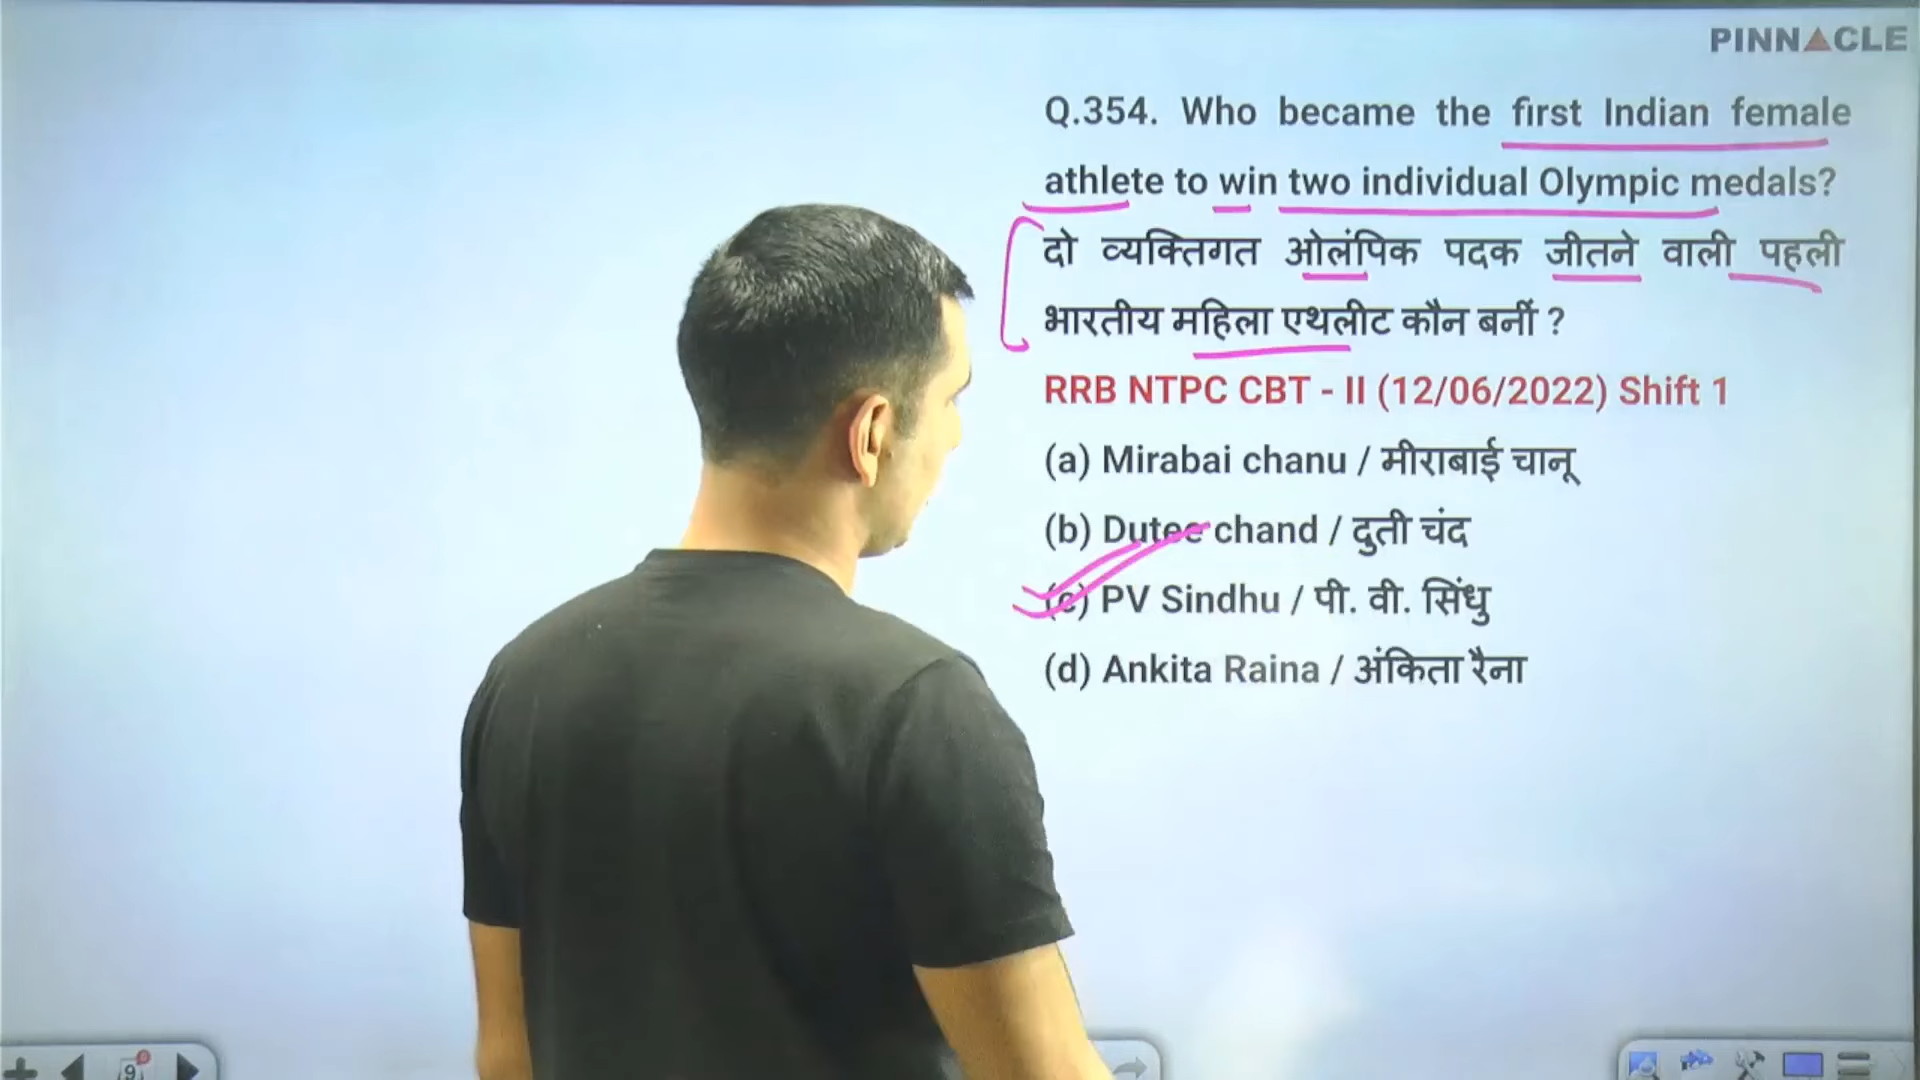 PINNACLE
Q.354. Who became the first Indian female
athlete to win two individual Olympic medals?
दो व्यक्तिगत ओलंपिक पदक जीतने वाली पहली
भारतीय महिला एथलीट कौन बनीं ?
RRB NTPC CBT - II (12/06/2022) Shift 1
(a) Mirabai chanu / मीराबाई चानू
(b) Dutee chand / दुती चंद
(c) PV Sindhu / पी. वी. सिंधु
(d) Ankita Raina / अंकिता रैना
9